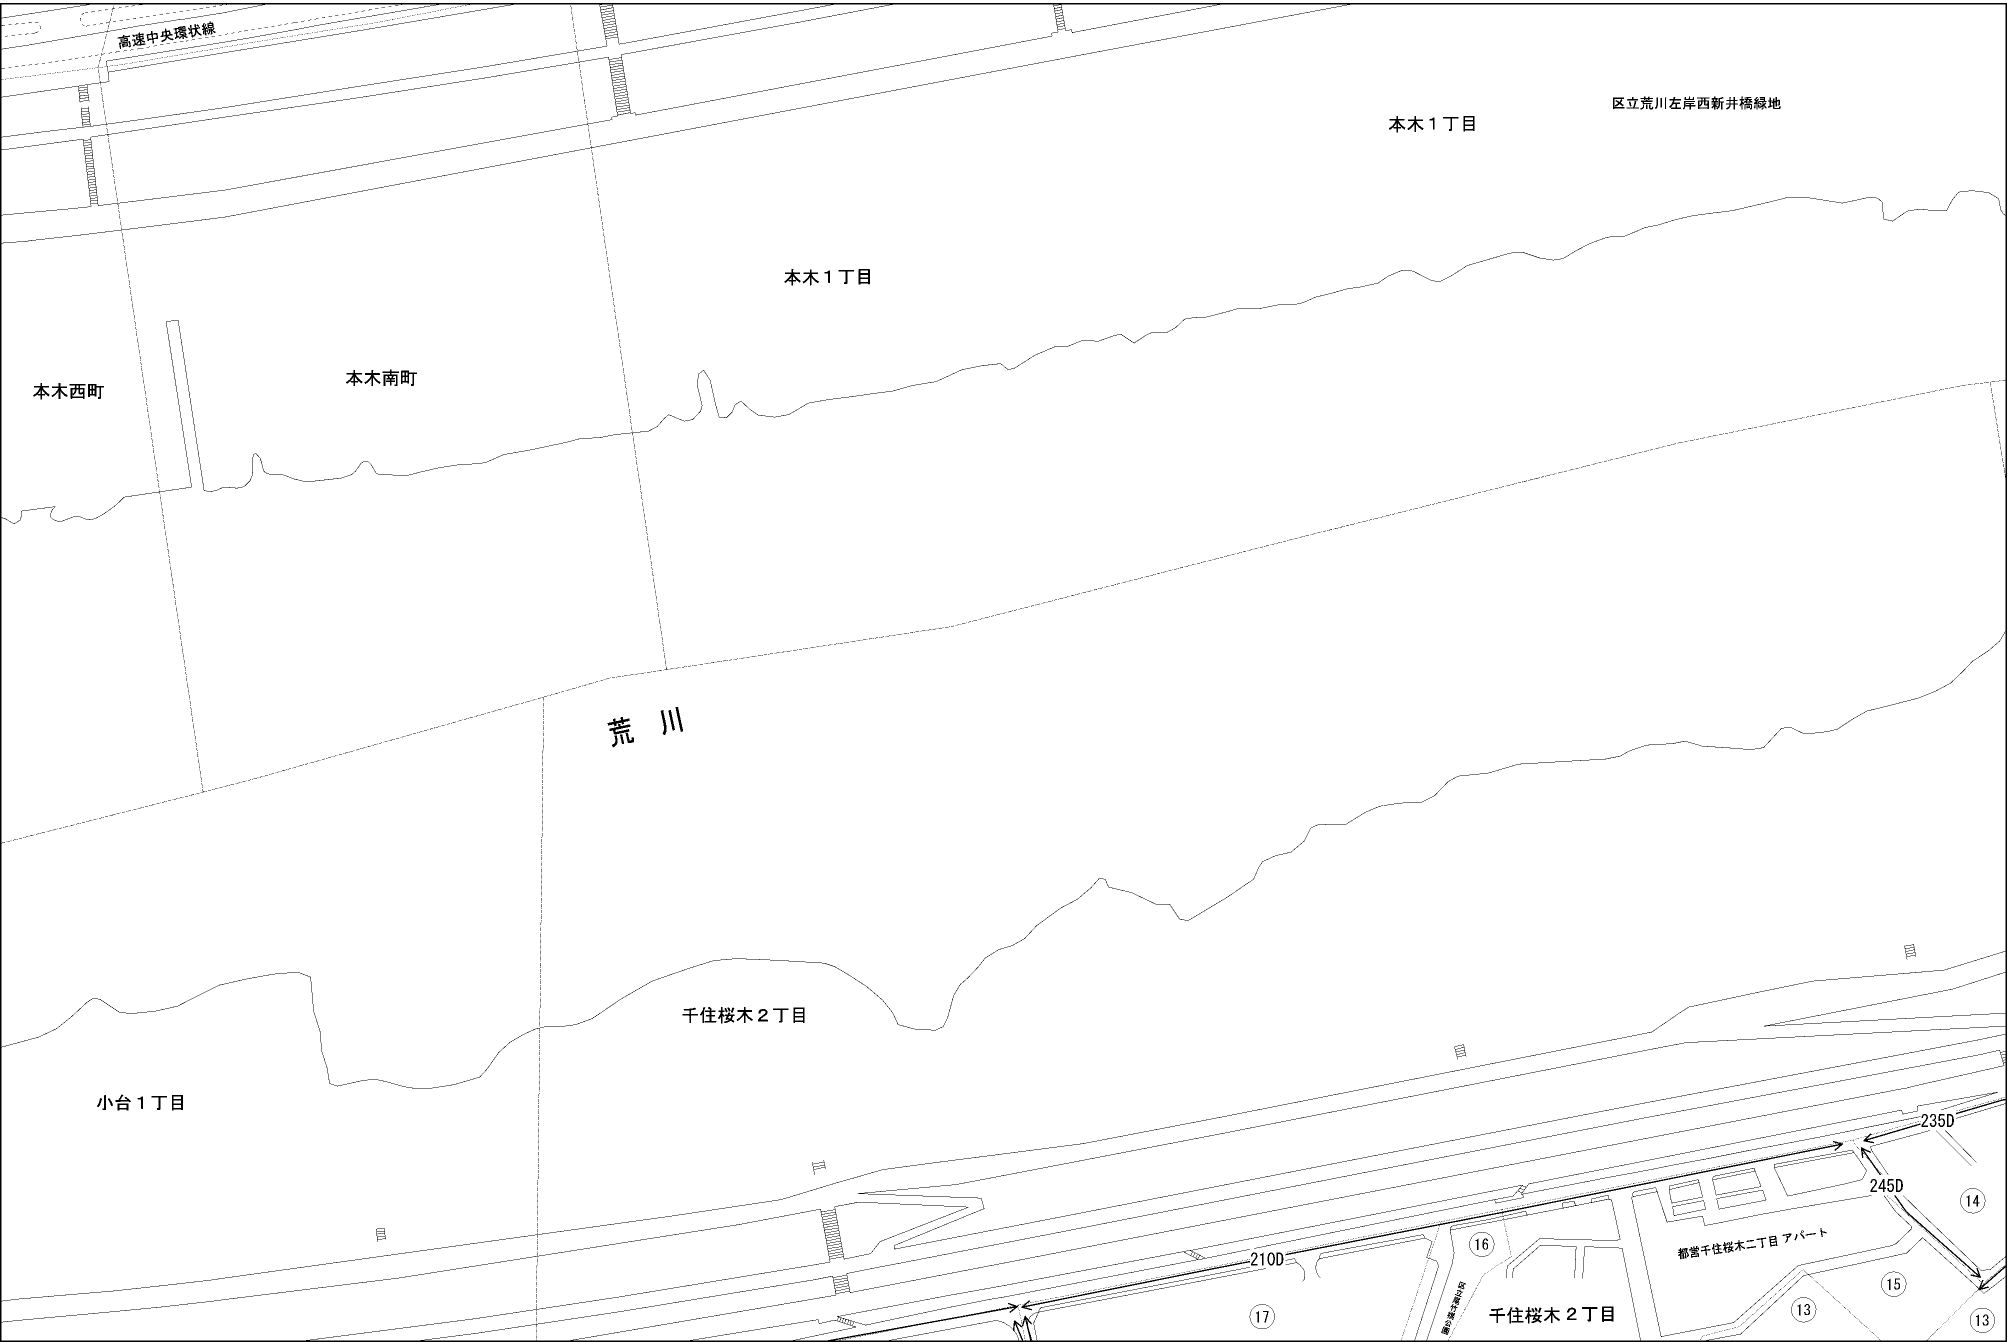 高速中央環状線
区立荒川左岸西新井橋緑地
本木１丁目
本木１丁目
本木南町
本木西町
荒川
千住桜木２丁目
小台１丁目
235D
245D
14
16
都営千住桜木二丁目 アパート
210D
15
13
千住桜木２丁目
17
13